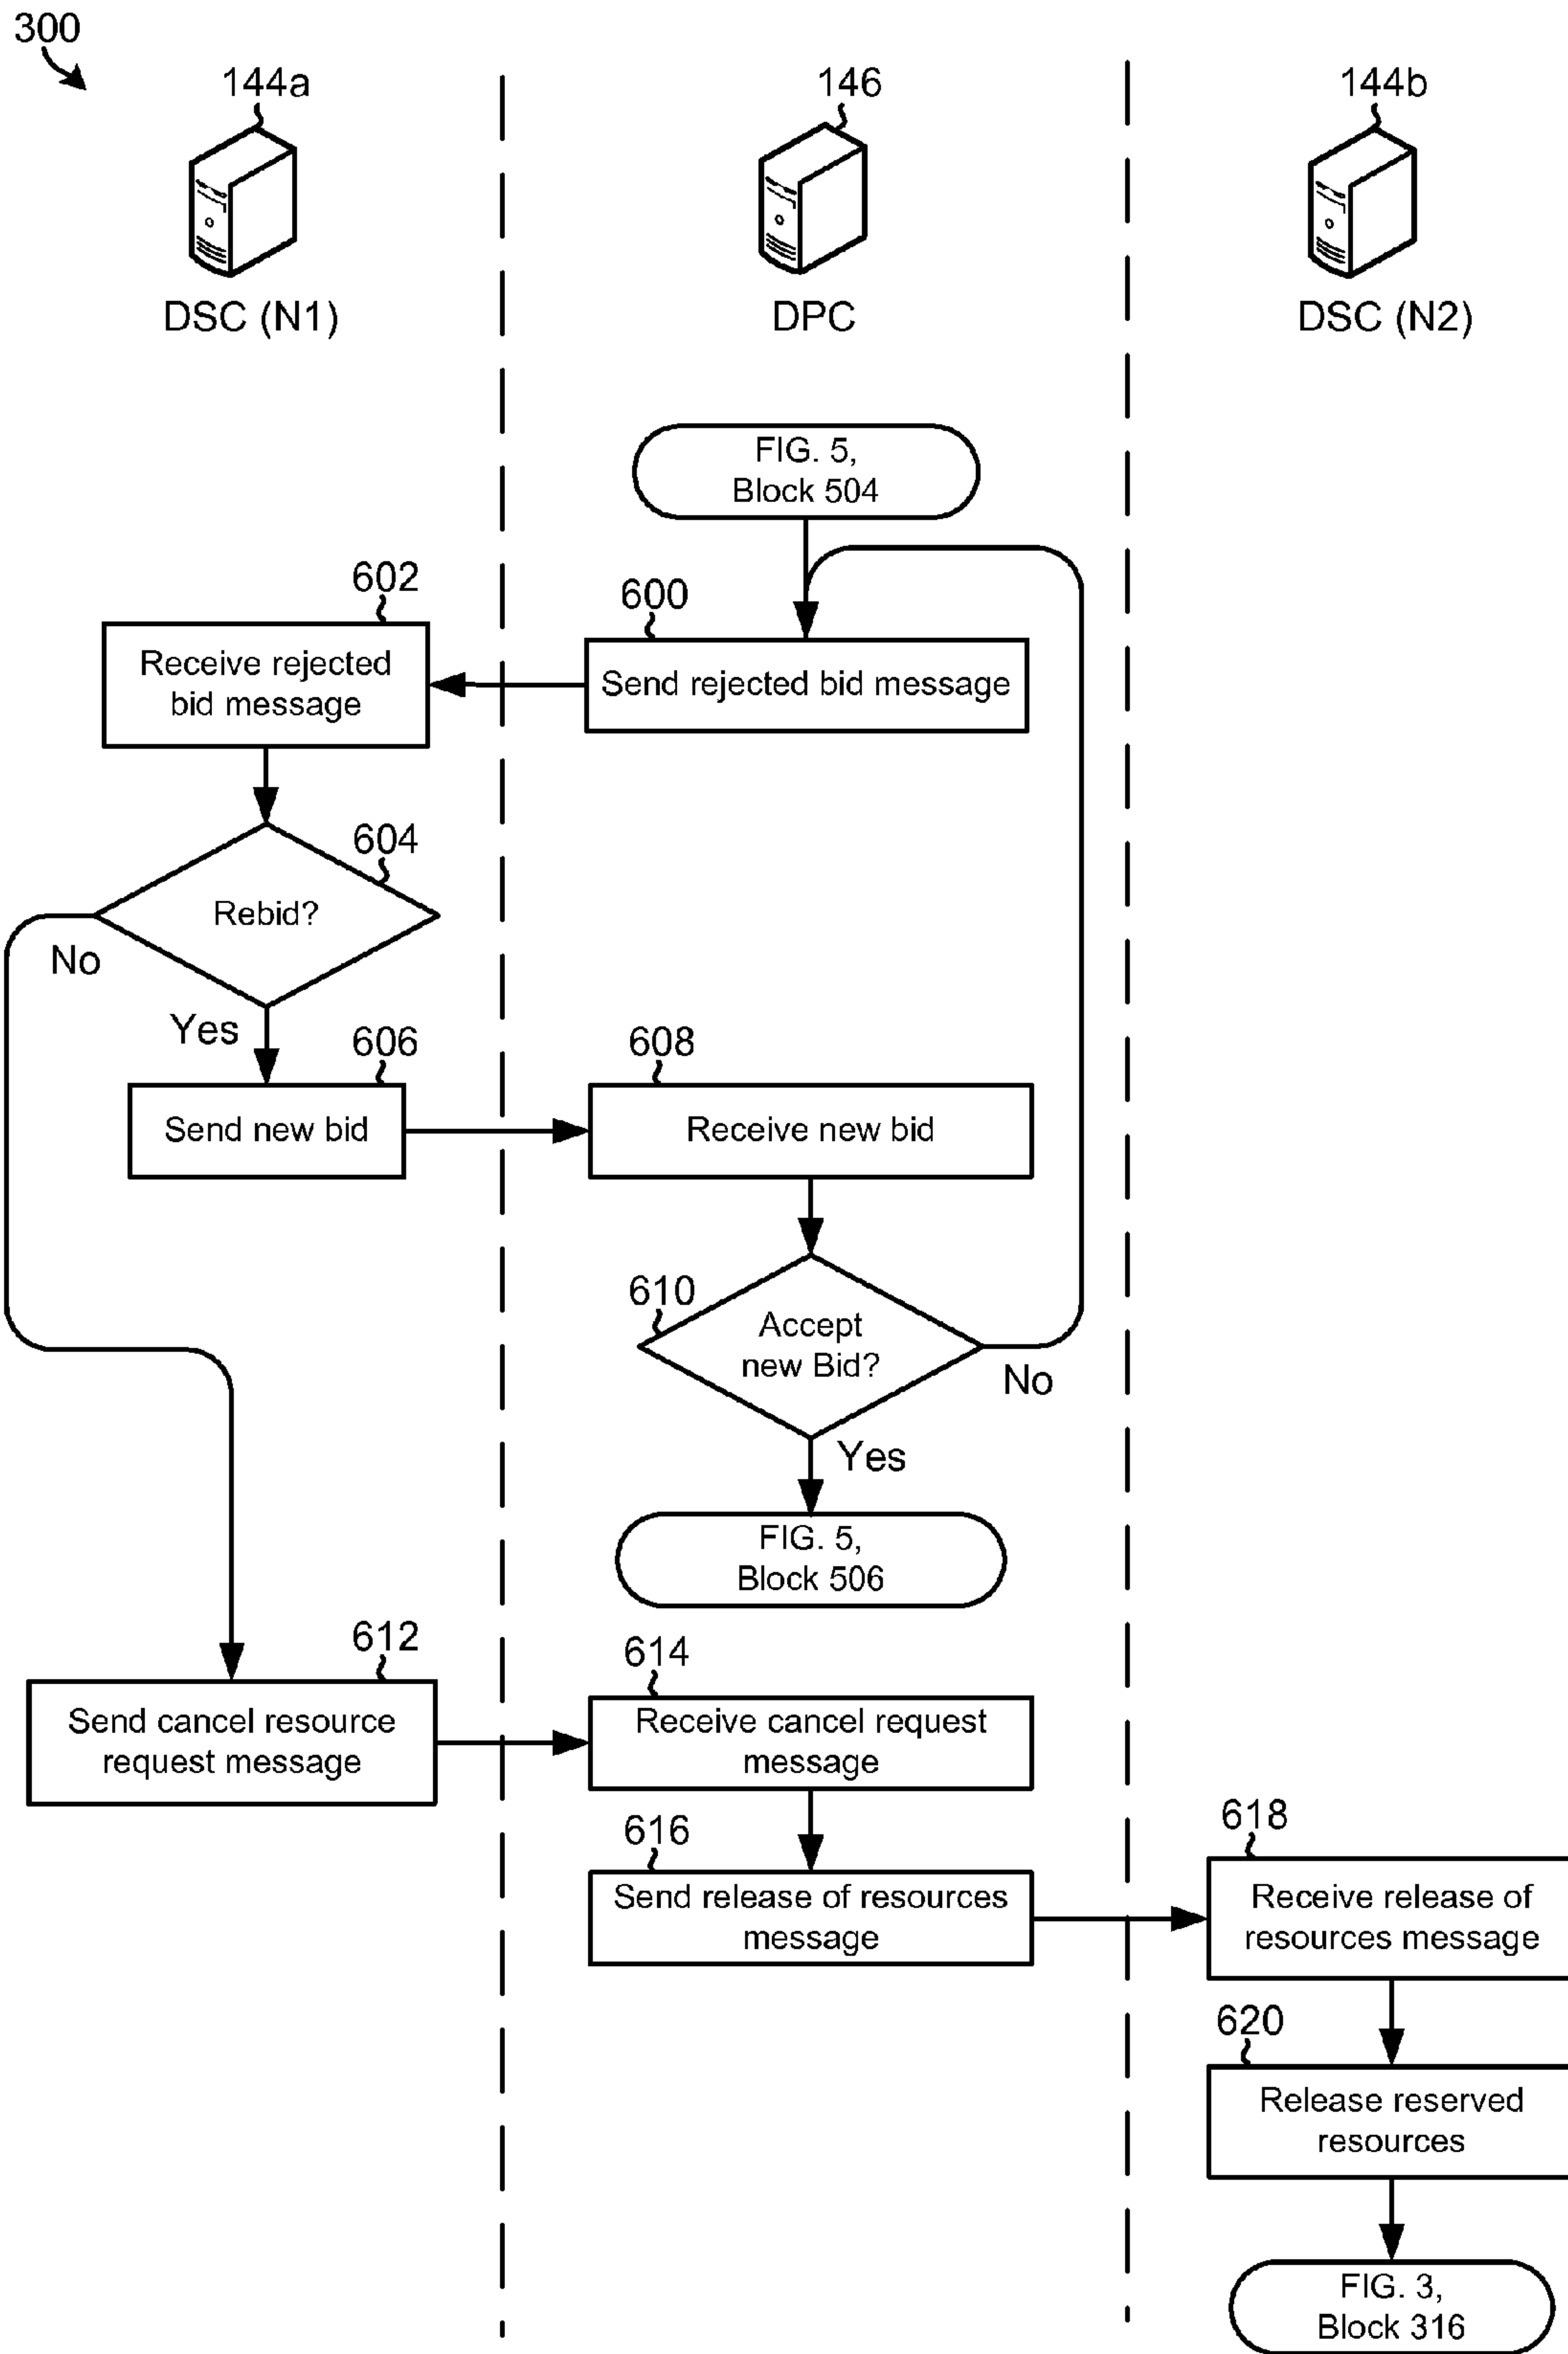 300
144a
146
144b
DSC (N1)
DPC
DSC (N2)
FIG. 5,
Block 504
602
600
Receive rejected
bid message
Send rejected bid message
604
Rebid?
No
Yes
606
608
Send new bid
Receive new bid
610
Accept
new Bid?
No
Yes
FIG. 5,
Block 506
612
614
Send cancel resource
request message
Receive cancel request
message
616
618
Send release of resources
message
Receive release of
resources message
620
Release reserved
resources
FIG. 3,
Block 316